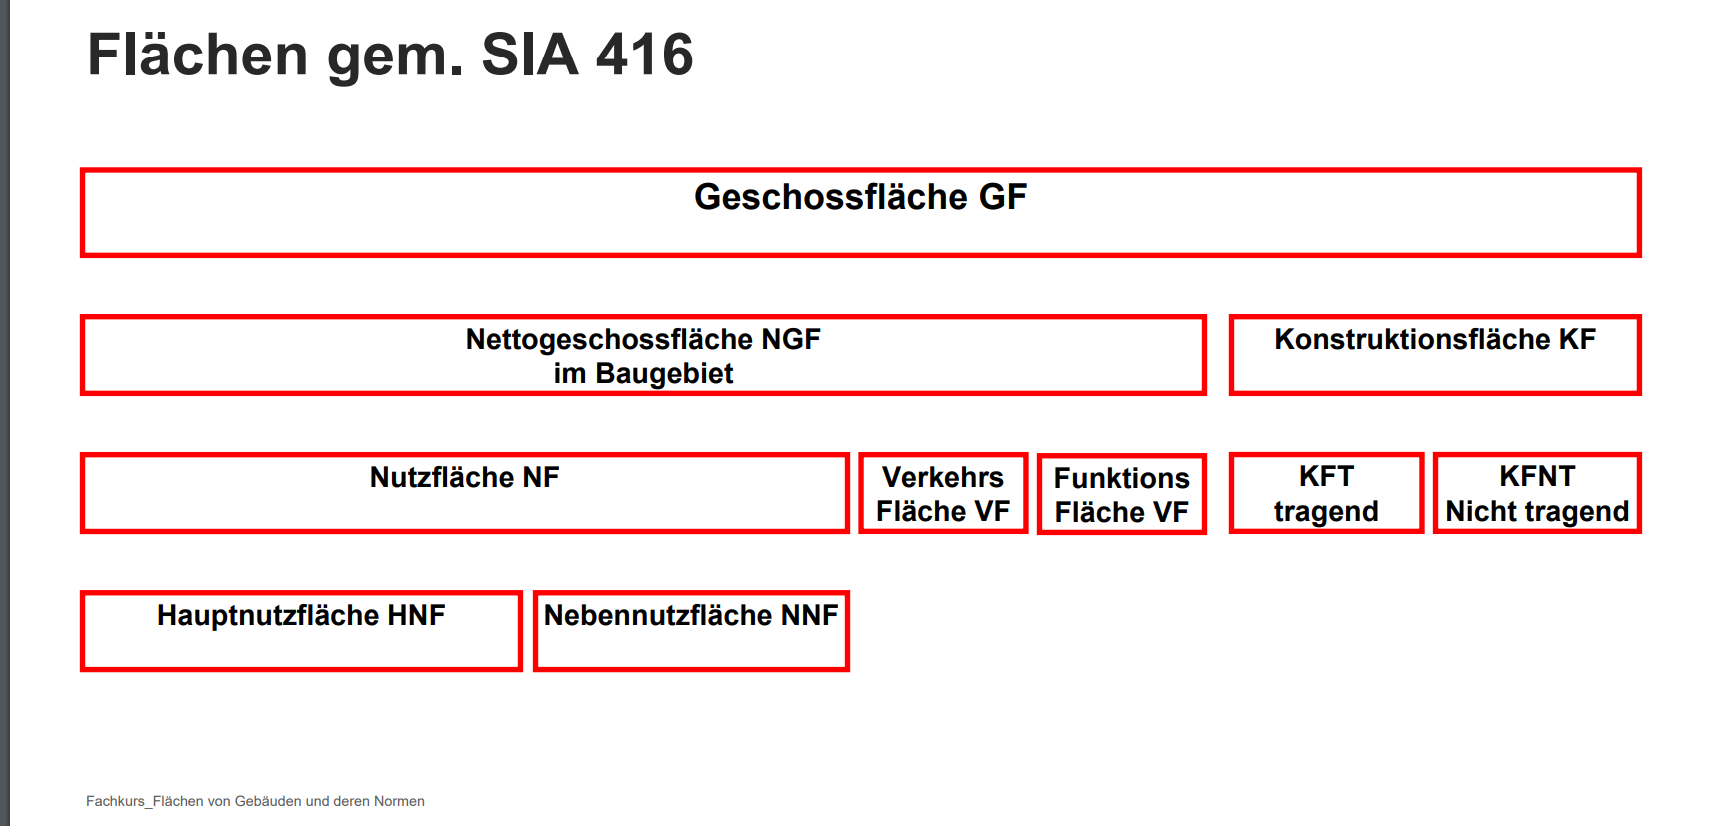 Flächen gem. SIA 416
Geschossfläche GF
Nettogeschossfläche NGF
im Baugebiet
Konstruktionsfläche KF
Nutzfläche NF
Verkehrs
Fläche VF
Funktions
Fläche VF
KFT
tragend
KFNT
Nicht tragend
Hauptnutzfläche HNF
Nebennutzfläche NNF
Fachkurs_Flächen von Gebäuden und deren Normen